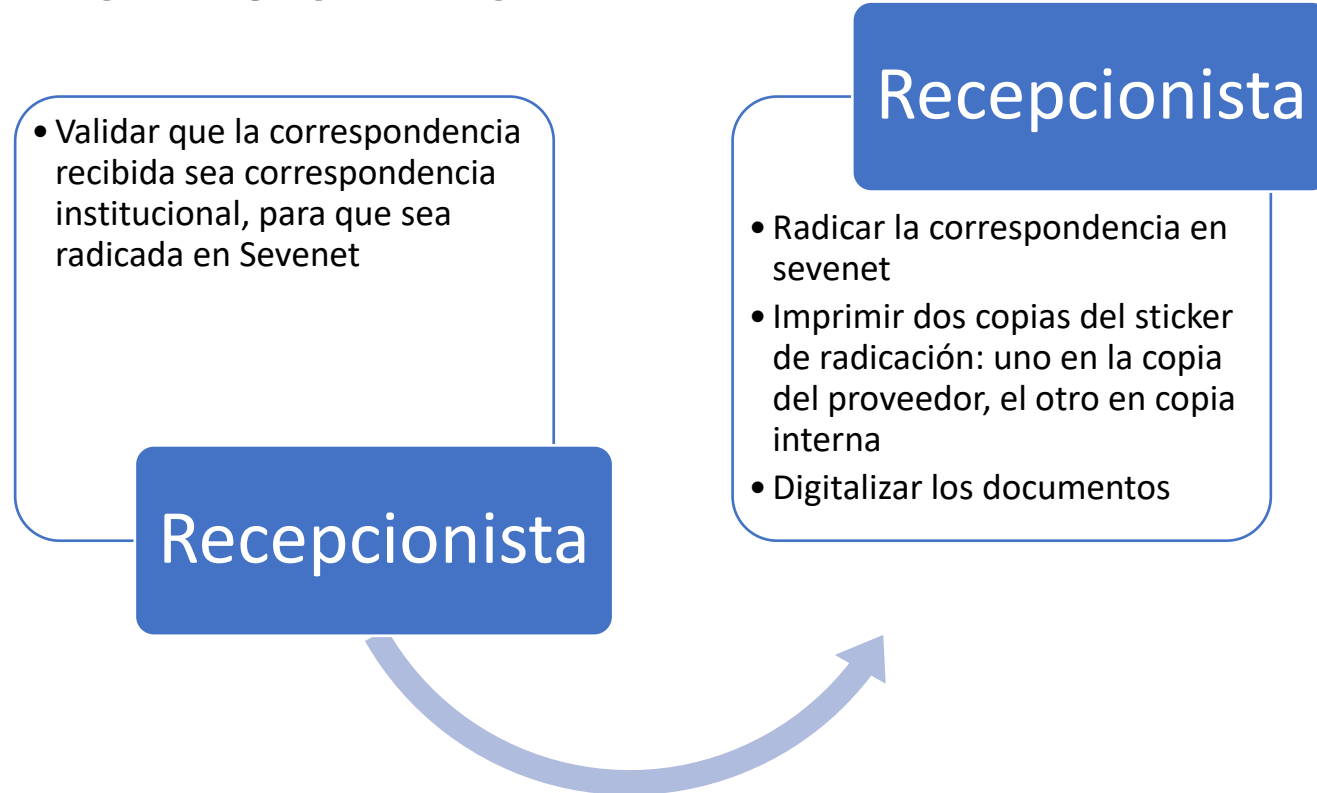 • Validar que la correspondencia
recibida sea correspondencia
institucional, para que sea
radicada en Sevenet
Recepcionista
Recepcionista
• Radicar la correspondencia en
sevenet
• Imprimir dos copias del sticker
de radicación: uno en la copia
del proveedor, el otro en copia
interna
• Digitalizar los documentos